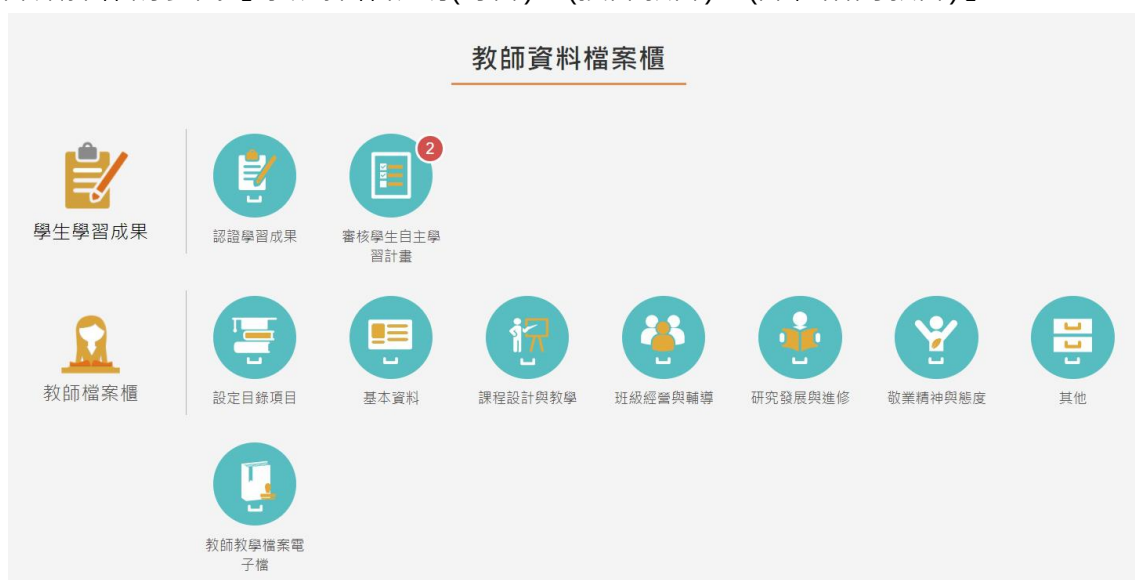 教師資料檔案櫃
2
學生學習成果
認證學習成果
審核學生自主學
習計畫
教師檔案櫃
設定目錄項目
基本資料
課程設計與教學
班級經營與輔導
研究發展與進修
敬業精神與態度
其他
教師教學檔案電
子檔